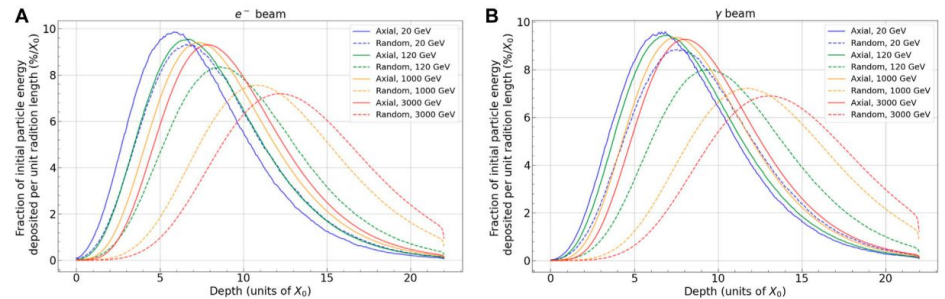 A
e⁻ beam
Fraction of initial particle energy
deposited per unit radition length (%/X₀)
10
8
6
4
2
0
Axial, 20 GeV
Random, 20 GeV
Axial, 120 GeV
Random, 120 GeV
Axial, 1000 GeV
Random, 1000 GeV
Axial, 3000 GeV
Random, 3000 GeV
0 5 10 15 20
Depth (units of X₀)
B
γ beam
Fraction of initial particle energy
deposited per unit radition length (%/X₀)
10
8
6
4
2
0
Axial, 20 GeV
Random, 20 GeV
Axial, 120 GeV
Random, 120 GeV
Axial, 1000 GeV
Random, 1000 GeV
Axial, 3000 GeV
Random, 3000 GeV
0 5 10 15 20
Depth (units of X₀)